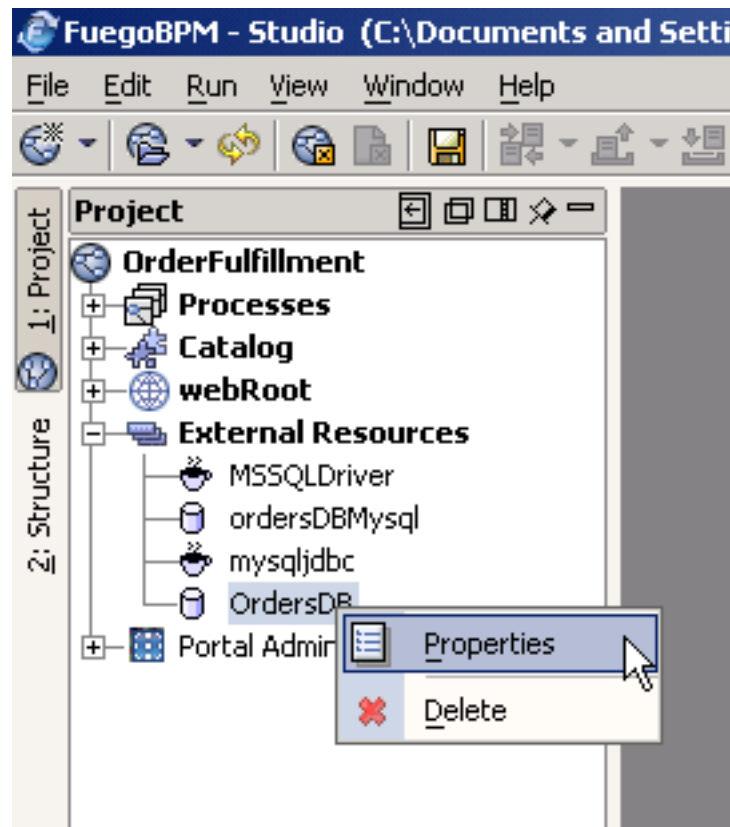 FuegoBPM - Studio (C:\Documents and Setti
File Edit Run View Window Help
Project
1: Project
2: Structure
OrderFulfillment
Processes
Catalog
webRoot
External Resources
MSSQLDriver
ordersDBMysql
mysqljdbc
OrdersDB
Portal Admin
Properties
Delete